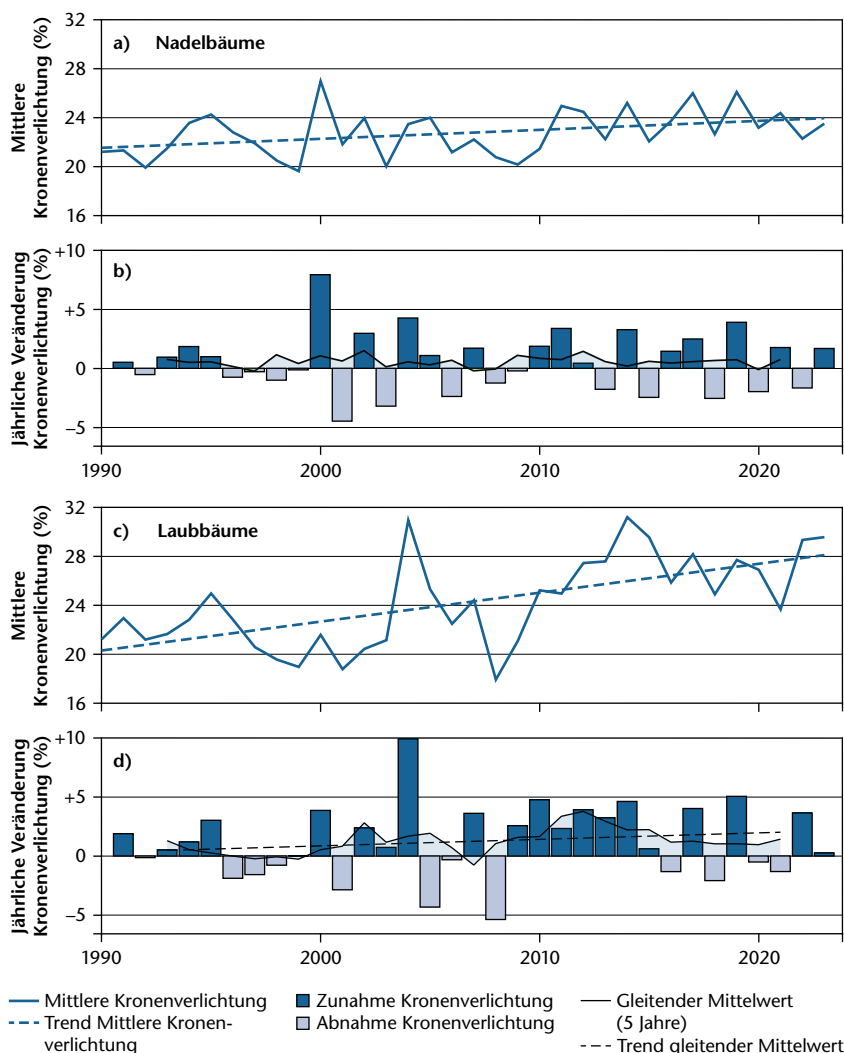 a) Nadelbäume
Mittlere
Kronenverlichtung (%)
32
28
24
20
16
b)
Jährliche Veränderung
Kronenverlichtung (%)
+10
+5
0
−5
1990 2000 2010 2020
c) Laubbäume
Mittlere
Kronenverlichtung (%)
32
28
24
20
16
d)
Jährliche Veränderung
Kronenverlichtung (%)
+10
+5
0
−5
1990 2000 2010 2020
Mittlere Kronenverlichtung
Trend Mittlere Kronen-
verlichtung
Zunahme Kronenverlichtung
Abnahme Kronenverlichtung
Gleitender Mittelwert
(5 Jahre)
Trend gleitender Mittelwert